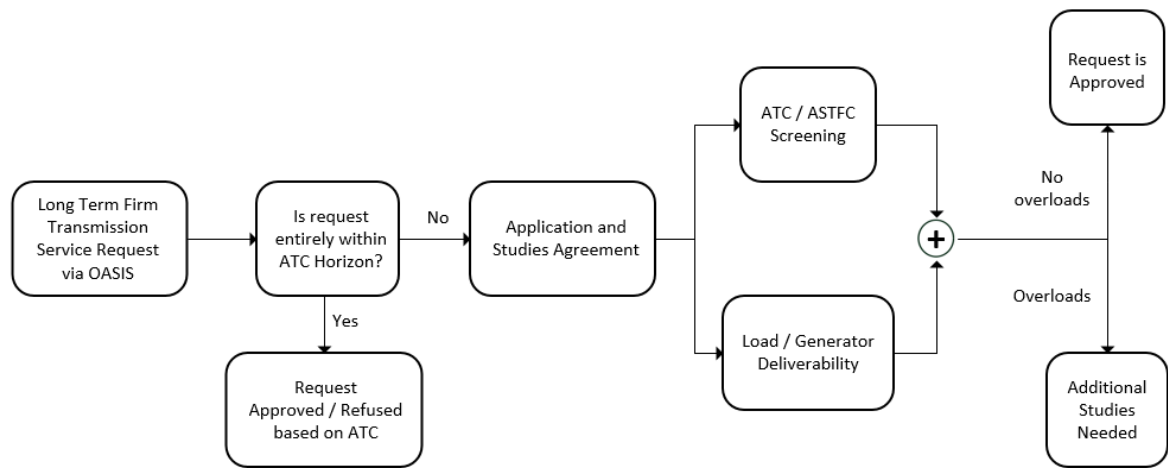 Long Term Firm
Transmission
Service Request
via OASIS
Is request
entirely within
ATC Horizon?
No
Yes
Request
Approved / Refused
based on ATC
Application and
Studies Agreement
ATC / ASTFC
Screening
Load / Generator
Deliverability
+
No
overloads
Overloads
Request is
Approved
Additional
Studies
Needed